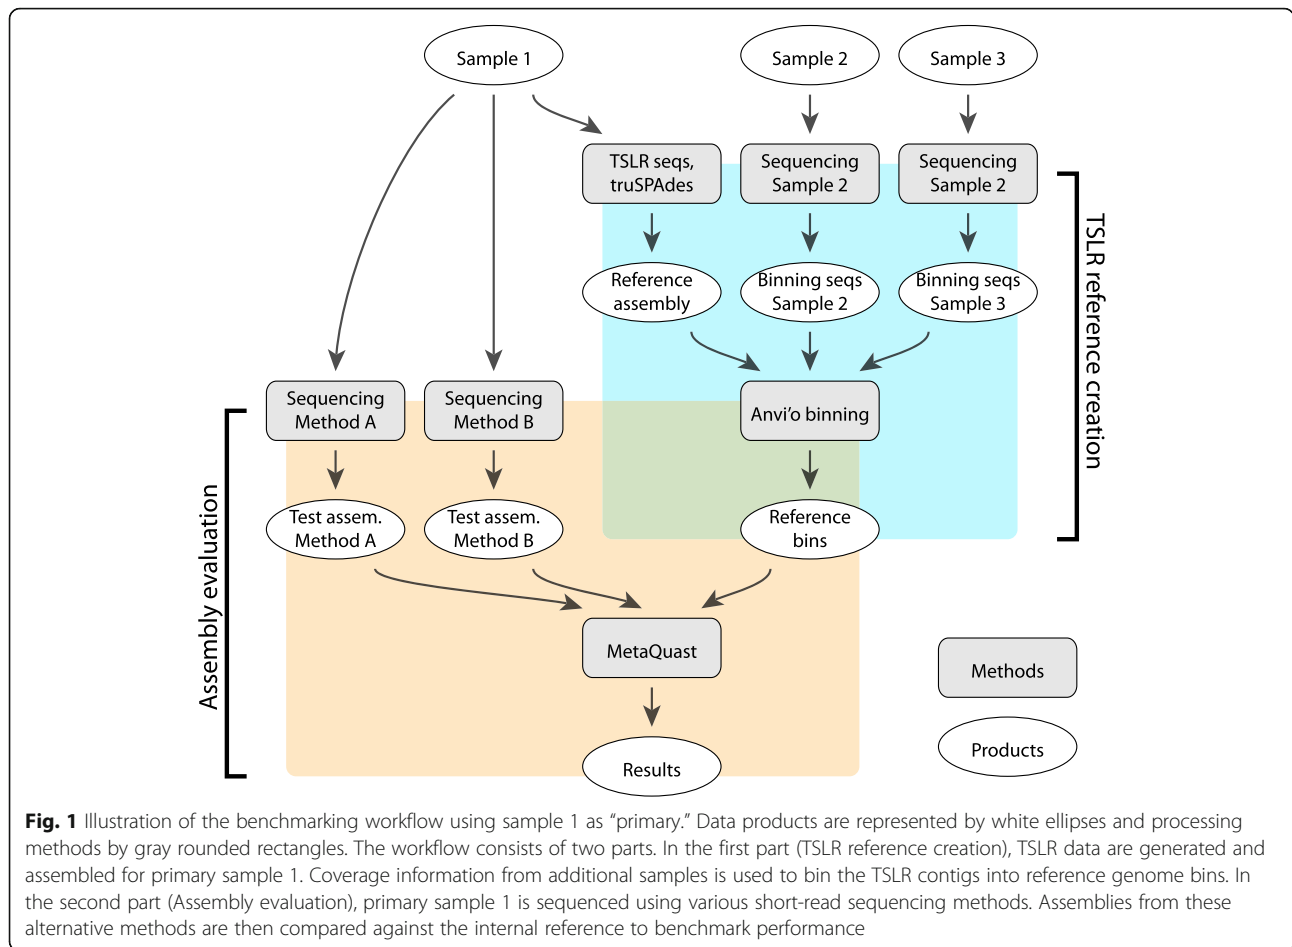 Sample 1
Sample 2
Sample 3
TSLR seqs,
truSPAdes
Sequencing
Sample 2
Sequencing
Sample 2
Reference
assembly
Binning seqs
Sample 2
Binning seqs
Sample 3
TSLR reference creation
Sequencing
Method A
Sequencing
Method B
Anvi’o binning
Test assem.
Method A
Test assem.
Method B
Reference
bins
Assembly evaluation
MetaQuast
Results
Methods
Products
Fig. 1 Illustration of the benchmarking workflow using sample 1 as “primary.” Data products are represented by white ellipses and processing
methods by gray rounded rectangles. The workflow consists of two parts. In the first part (TSLR reference creation), TSLR data are generated and
assembled for primary sample 1. Coverage information from additional samples is used to bin the TSLR contigs into reference genome bins. In
the second part (Assembly evaluation), primary sample 1 is sequenced using various short-read sequencing methods. Assemblies from these
alternative methods are then compared against the internal reference to benchmark performance